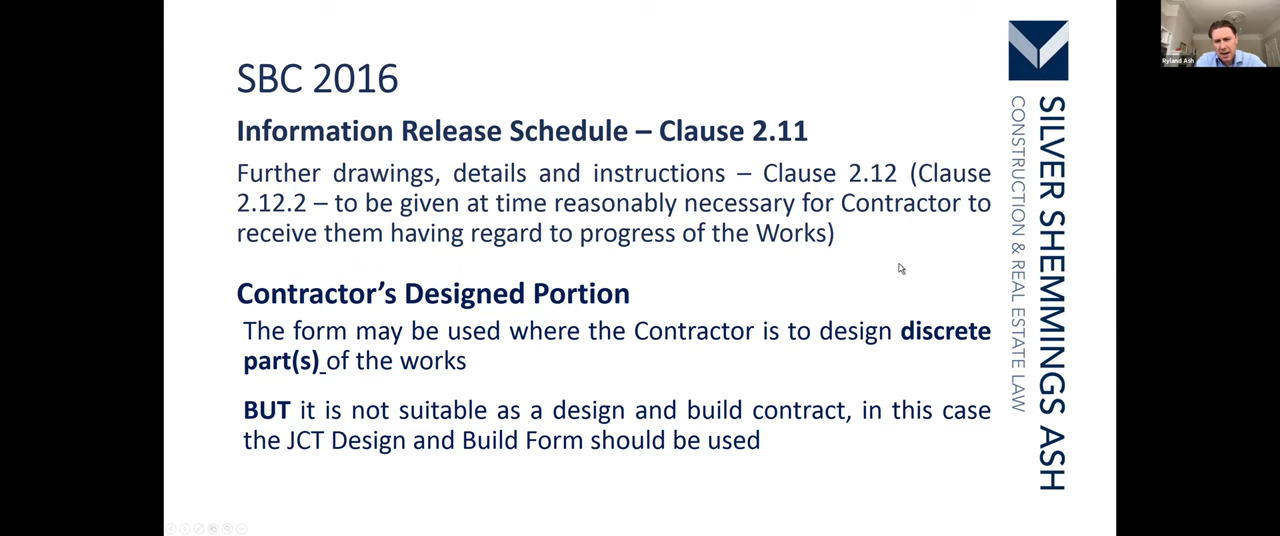 SBC 2016
Information Release Schedule – Clause 2.11
Further drawings, details and instructions – Clause 2.12 (Clause
2.12.2 – to be given at time reasonably necessary for Contractor to
receive them having regard to progress of the Works)
Contractor's Designed Portion
The form may be used where the Contractor is to design discrete
part(s) of the works
BUT it is not suitable as a design and build contract, in this case
the JCT Design and Build Form should be used
SILVER SHEMMINGS ASH
CONSTRUCTION & REAL ESTATE LAW
Ryland Ash